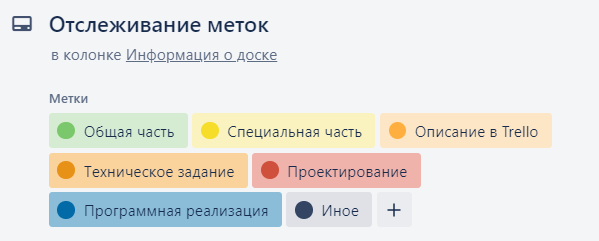 Отслеживание меток
в колонке Информация о доске
Метки
Общая часть Специальная часть Описание в Trello
Техническое задание Проектирование
Программная реализация Иное +